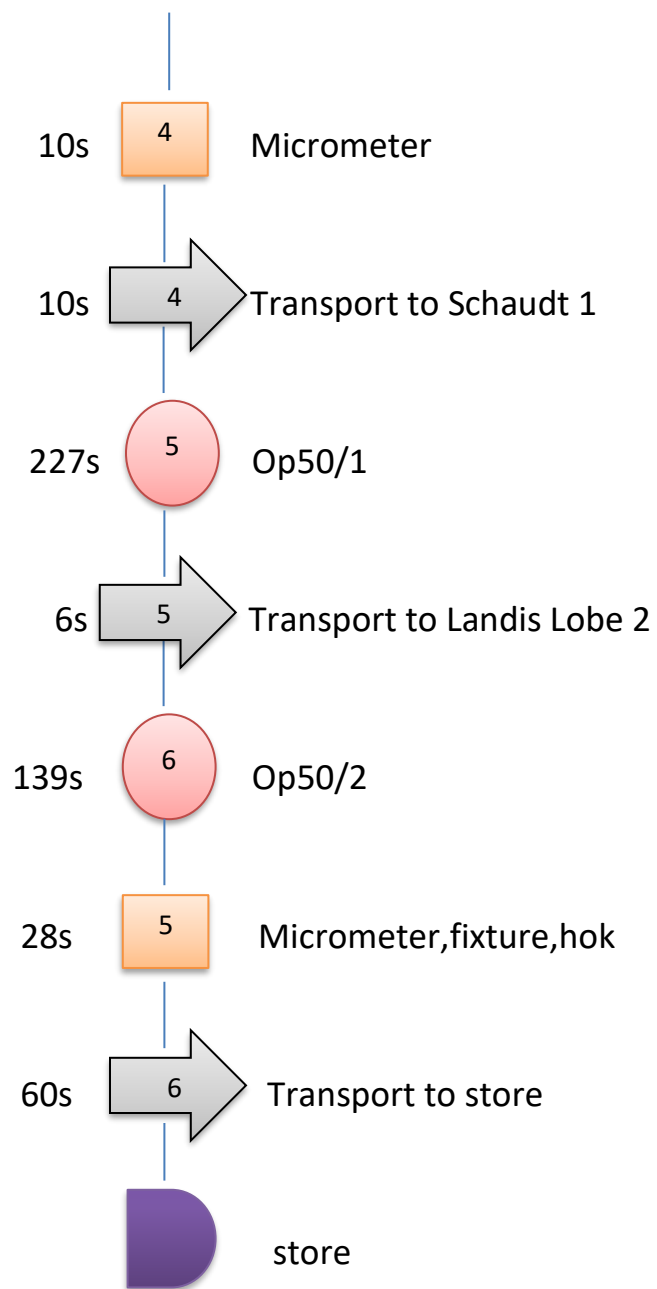 10s 4 Micrometer
10s 4 Transport to Schaudt 1
227s 5 Op50/1
6s 5 Transport to Landis Lobe 2
139s 6 Op50/2
28s 5 Micrometer,fixture,hok
60s 6 Transport to store
store